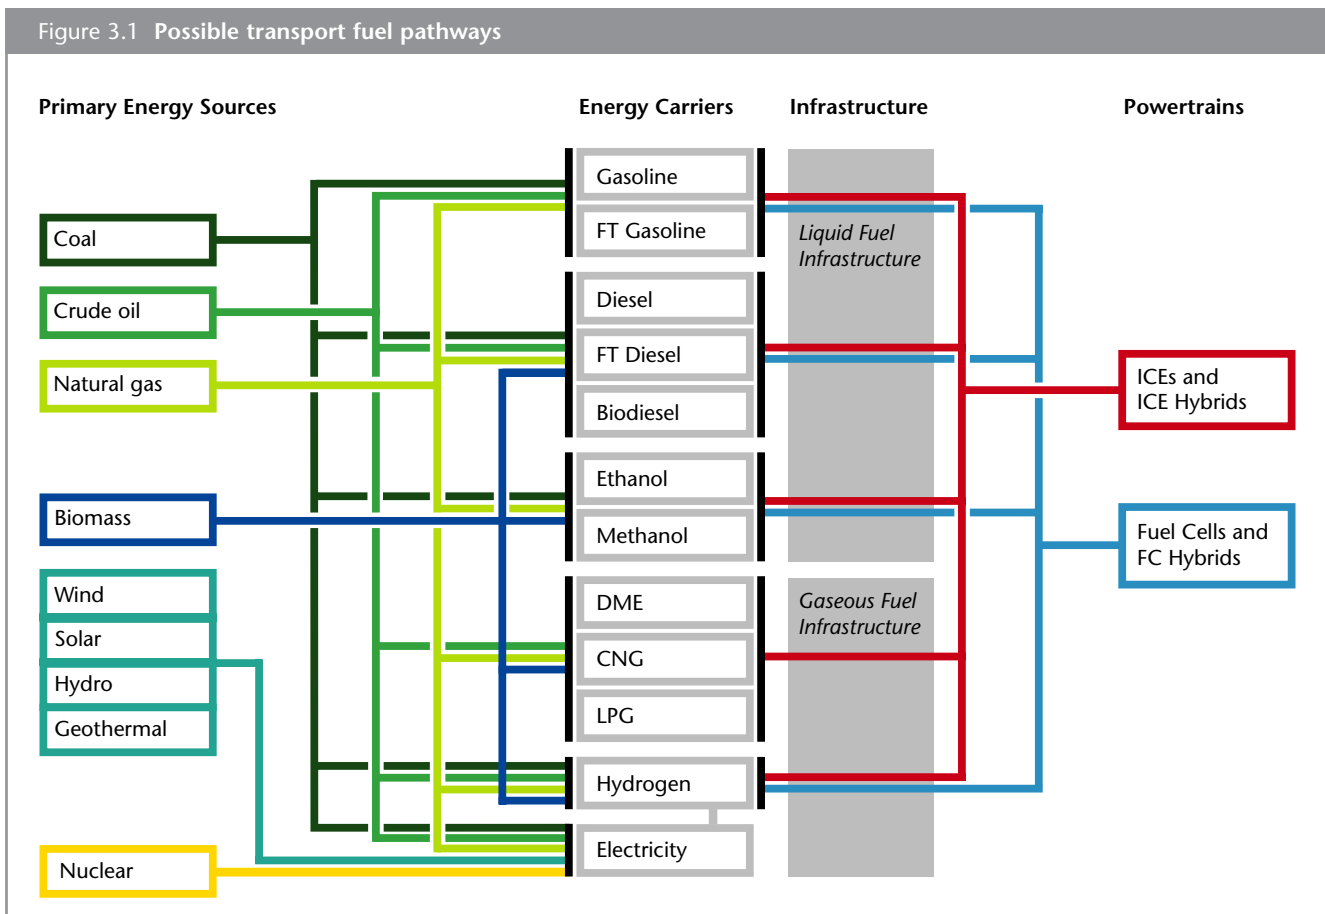 Figure 3.1 Possible transport fuel pathways
Primary Energy Sources
Energy Carriers
Infrastructure
Powertrains
Coal
Crude oil
Natural gas
Biomass
Wind
Solar
Hydro
Geothermal
Nuclear
Gasoline
FT Gasoline
Diesel
FT Diesel
Biodiesel
Ethanol
Methanol
DME
CNG
LPG
Hydrogen
Electricity
Liquid Fuel
Infrastructure
Gaseous Fuel
Infrastructure
ICEs and
ICE Hybrids
Fuel Cells and
FC Hybrids